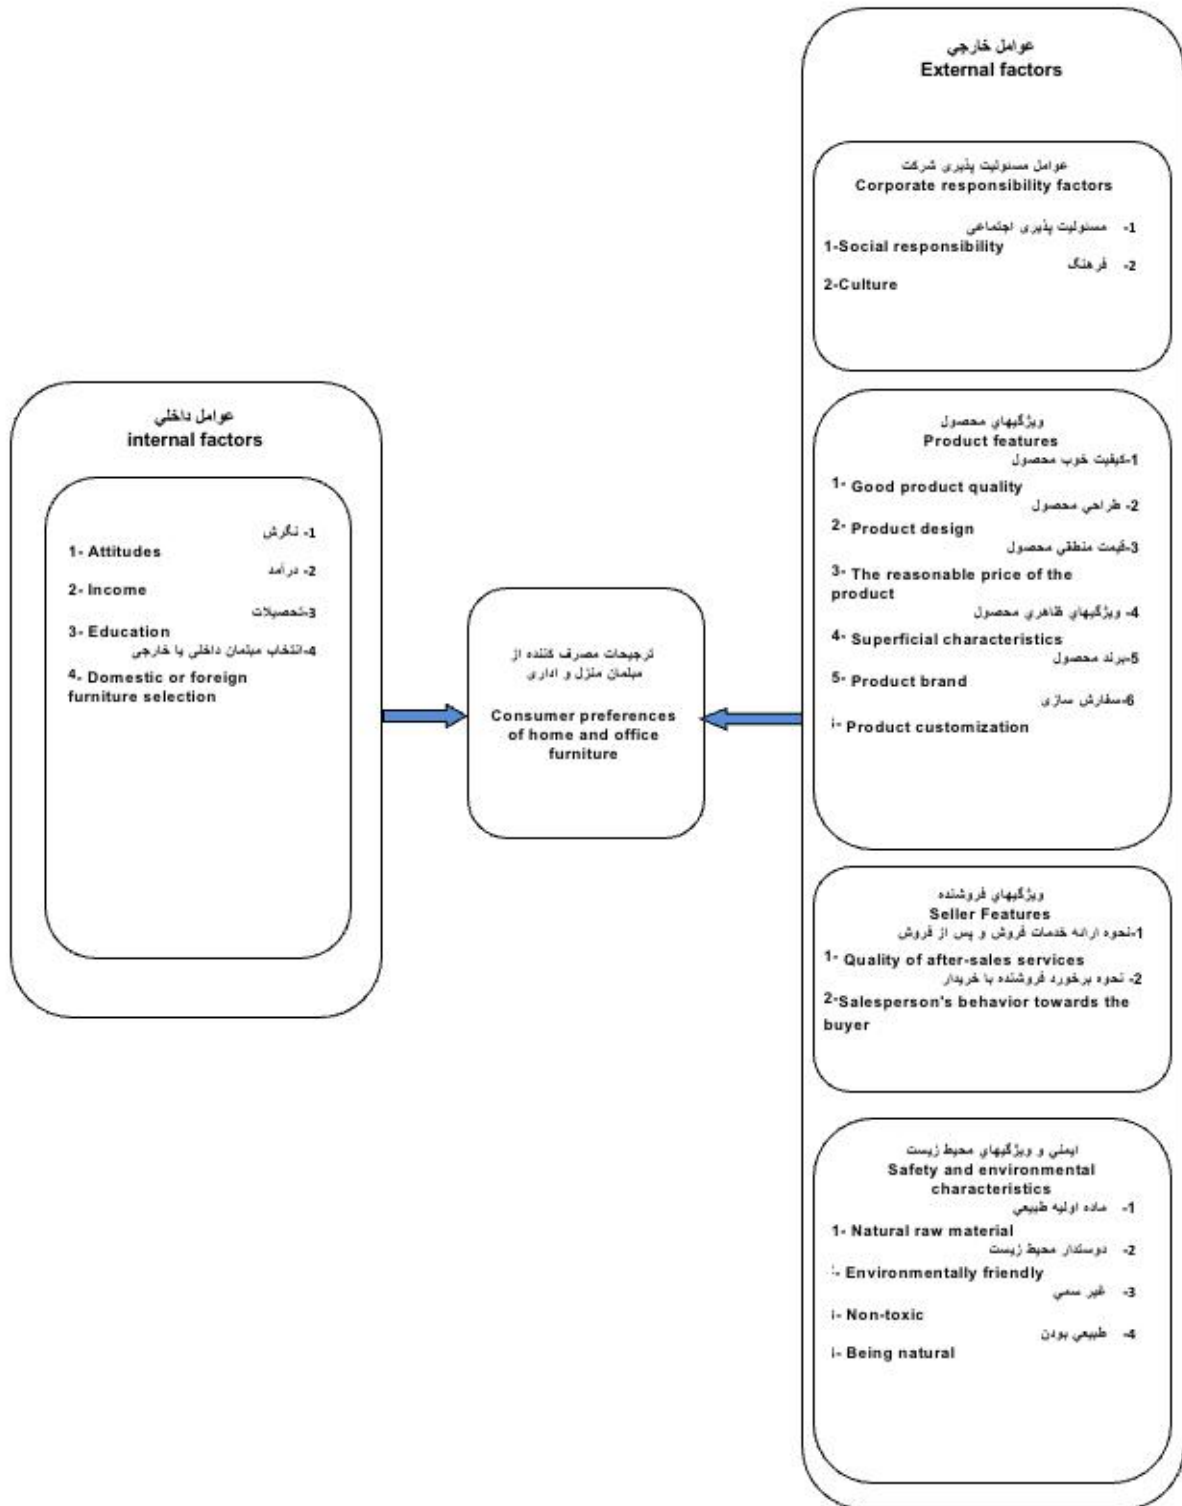 عوامل خارجي
External factors
عوامل مسئولیت پذیری شرکت
Corporate responsibility factors
1- مسئولیت پذیری اجتماعی
1-Social responsibility
2- فرهنگ
2-Culture
عوامل داخلي
internal factors
1- نگرش
1- Attitudes
2- درآمد
2- Income
3-تحصیلات
3- Education
4-انتخاب مبلمان داخلی یا خارجی
4- Domestic or foreign
furniture selection
ترجیحات مصرف کننده از
مبلمان منزل و اداری
Consumer preferences
of home and office
furniture
ویژگیهاي محصول
Product features
1-کیفیت خوب محصول
1- Good product quality
2- طراحي محصول
2- Product design
3-قیمت منطقی محصول
3- The reasonable price of the
product
4- ویژگیهاي ظاهري محصول
4- Superficial characteristics
5-برند محصول
5- Product brand
6-سفارش سازی
- Product customization
ویژگیهاي فروشنده
Seller Features
1-نحوه ارائه خدمات فروش و پس از فروش
1- Quality of after-sales services
2- نحوه برخورد فروشنده با خریدار
2-Salesperson's behavior towards the
buyer
ایمني و ویژگیهاي محیط زیست
Safety and environmental
characteristics
1- ماده اولیه طبیعي
1- Natural raw material
2- دوستدار محیط زیست
- Environmentally friendly
3- غیر سمي
- Non-toxic
4- طبیعي بودن
- Being natural